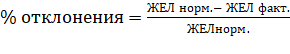 % отклонения = ЖЕЛ норм.− ЖЕЛ факт.
ЖЕЛнорм.